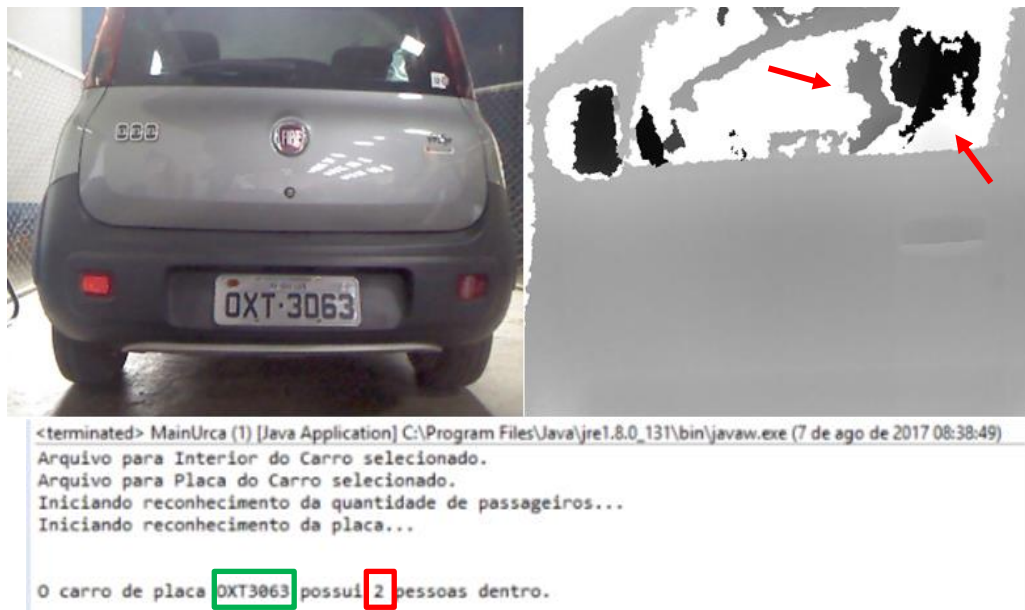 FIAT
OXT·3063
<terminated> MainUrca (1) [Java Application] C:\Program Files\Java\jre1.8.0_131\bin\javaw.exe (7 de ago de 2017 08:38:49)
Arquivo para Interior do Carro selecionado.
Arquivo para Placa do Carro selecionado.
Iniciando reconhecimento da quantidade de passageiros...
Iniciando reconhecimento da placa...
O carro de placa OXT3063 possui 2 pessoas dentro.